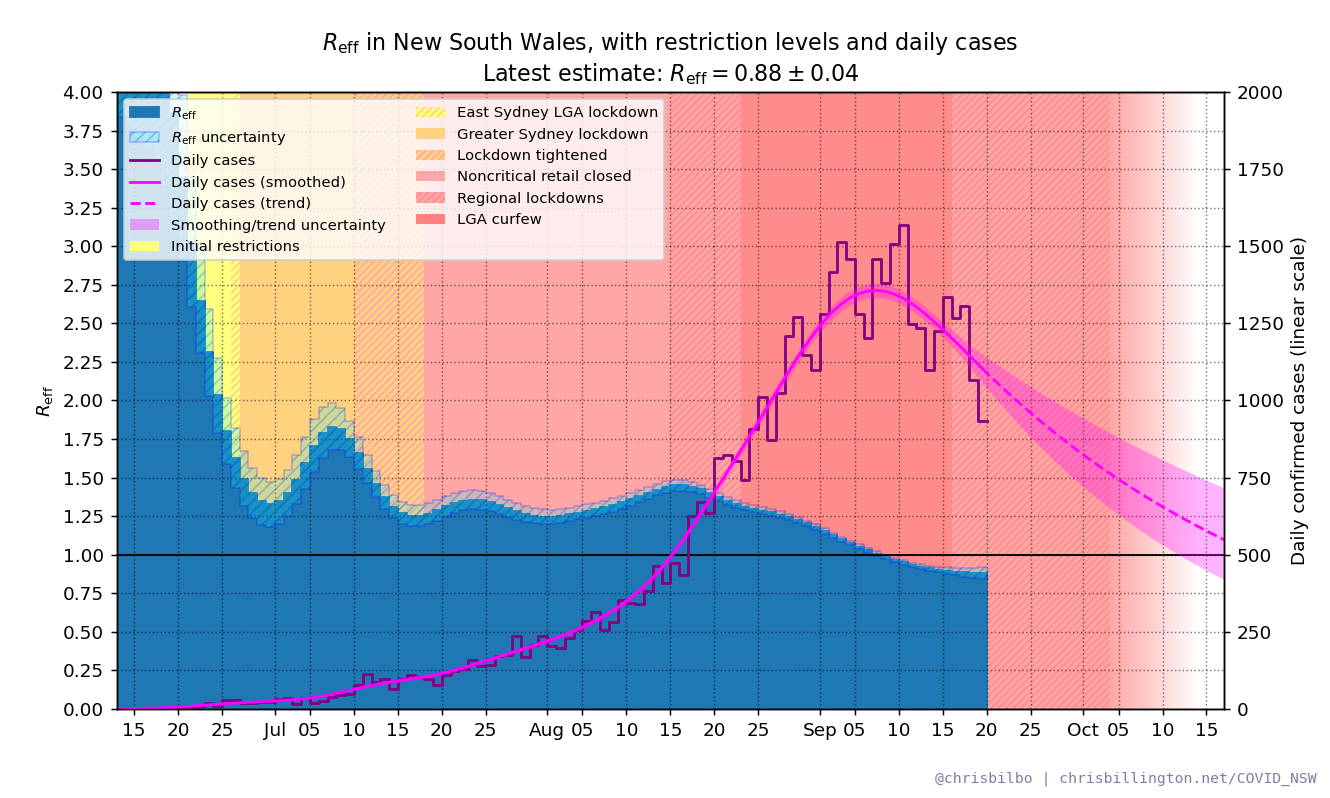 Reff in New South Wales, with restriction levels and daily cases
Latest estimate: Reff = 0.88 ± 0.04
4.00
3.75
3.50
3.25
3.00
2.75
2.50
2.25
2.00
1.75
1.50
1.25
1.00
0.75
0.50
0.25
0.00
Reff
Reff
Reff uncertainty
Daily cases
Daily cases (smoothed)
Daily cases (trend)
Smoothing/trend uncertainty
Initial restrictions
East Sydney LGA lockdown
Greater Sydney lockdown
Lockdown tightened
Noncritical retail closed
Regional lockdowns
LGA curfew
2000
1750
1500
1250
1000
750
500
250
0
Daily confirmed cases (linear scale)
15 20 25 Jul 05 10 15 20 25 Aug 05 10 15 20 25 Sep 05 10 15 20 25 Oct 05 10 15
@chrisbilbo | chrisbillington.net/COVID_NSW